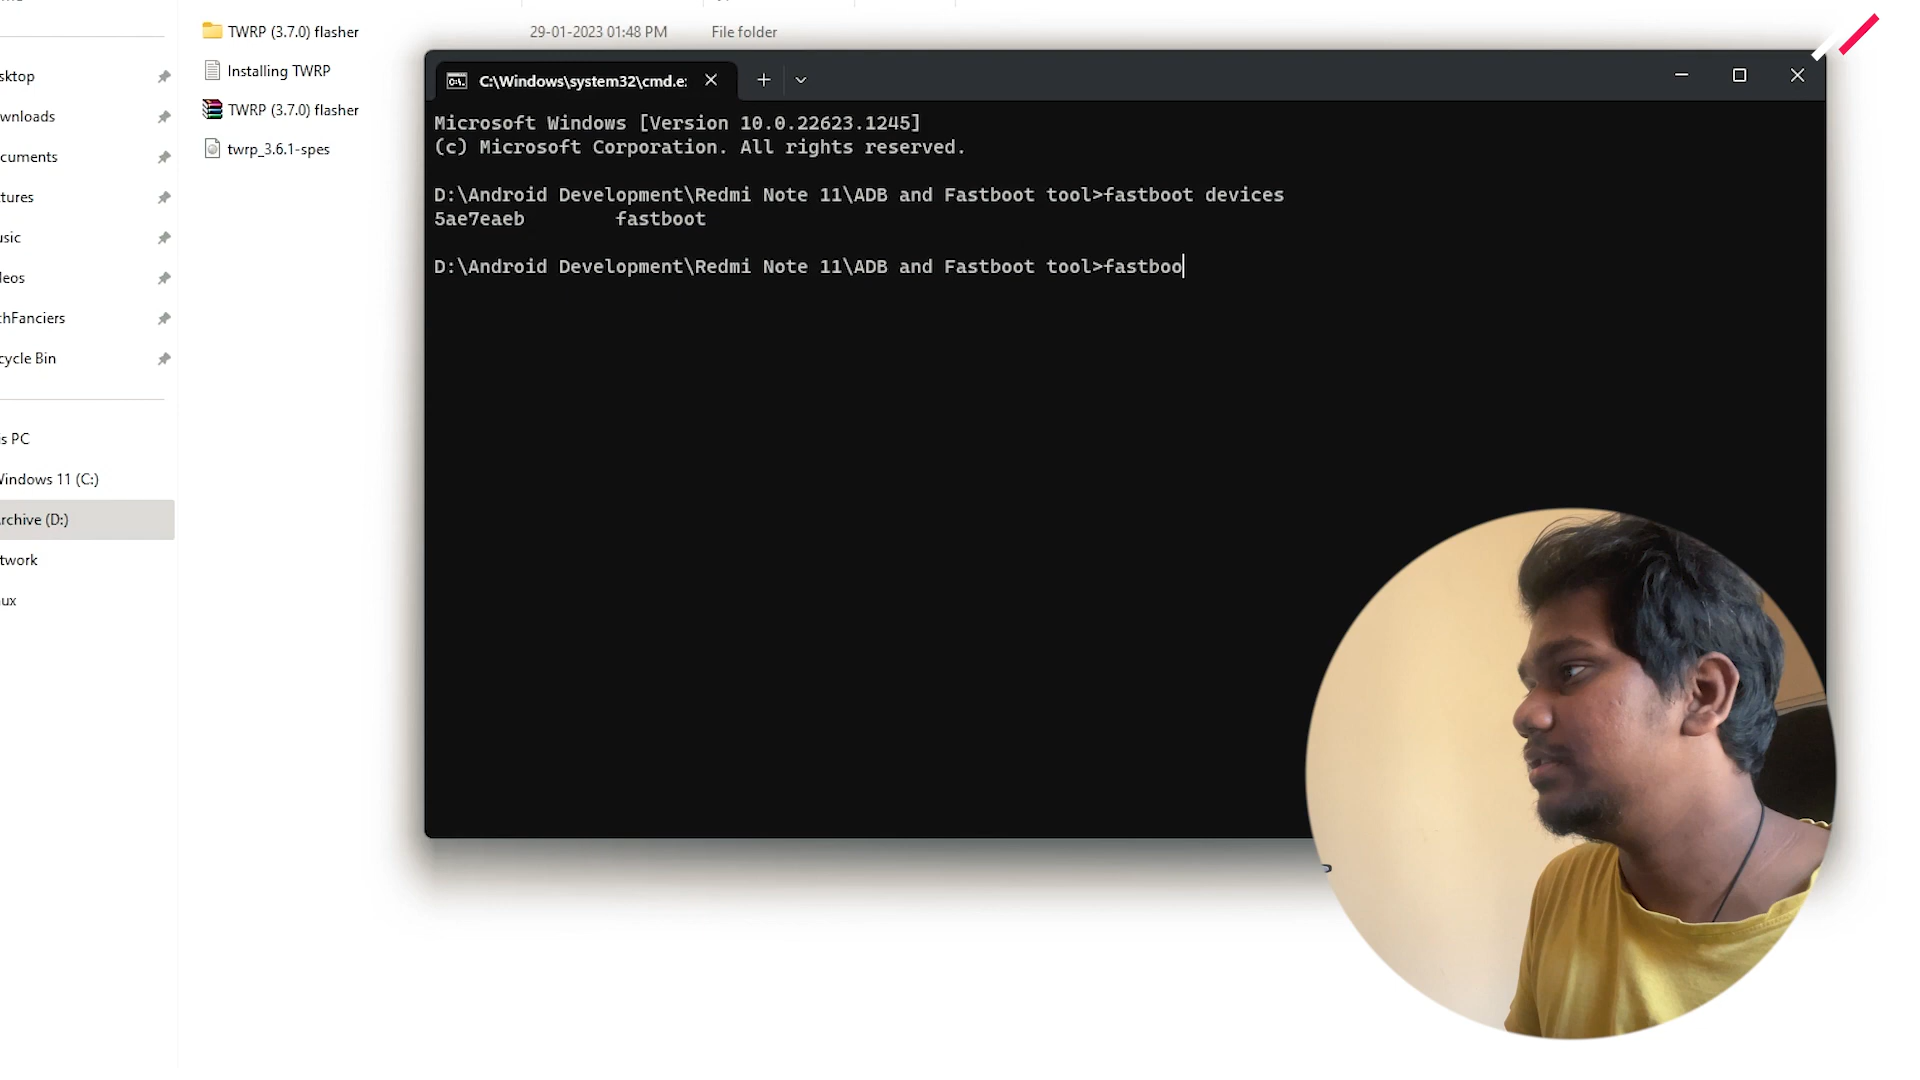 TWRP (3.7.0) flasher 29-01-2023 01:48 PM File folder
Installing TWRP
TWRP (3.7.0) flasher
twrp_3.6.1-spes
sktop
wnloads
cuments
tures
usic
leos
chFanciers
cycle Bin
is PC
Windows 11 (C:)
rchive (D:)
twork
ux
C:\Windows\system32\cmd.e:
Microsoft Windows [Version 10.0.22623.1245]
(c) Microsoft Corporation. All rights reserved.
D:\Android Development\Redmi Note 11\ADB and Fastboot tool>fastboot devices
5ae7eaeb fastboot
D:\Android Development\Redmi Note 11\ADB and Fastboot tool>fastboo